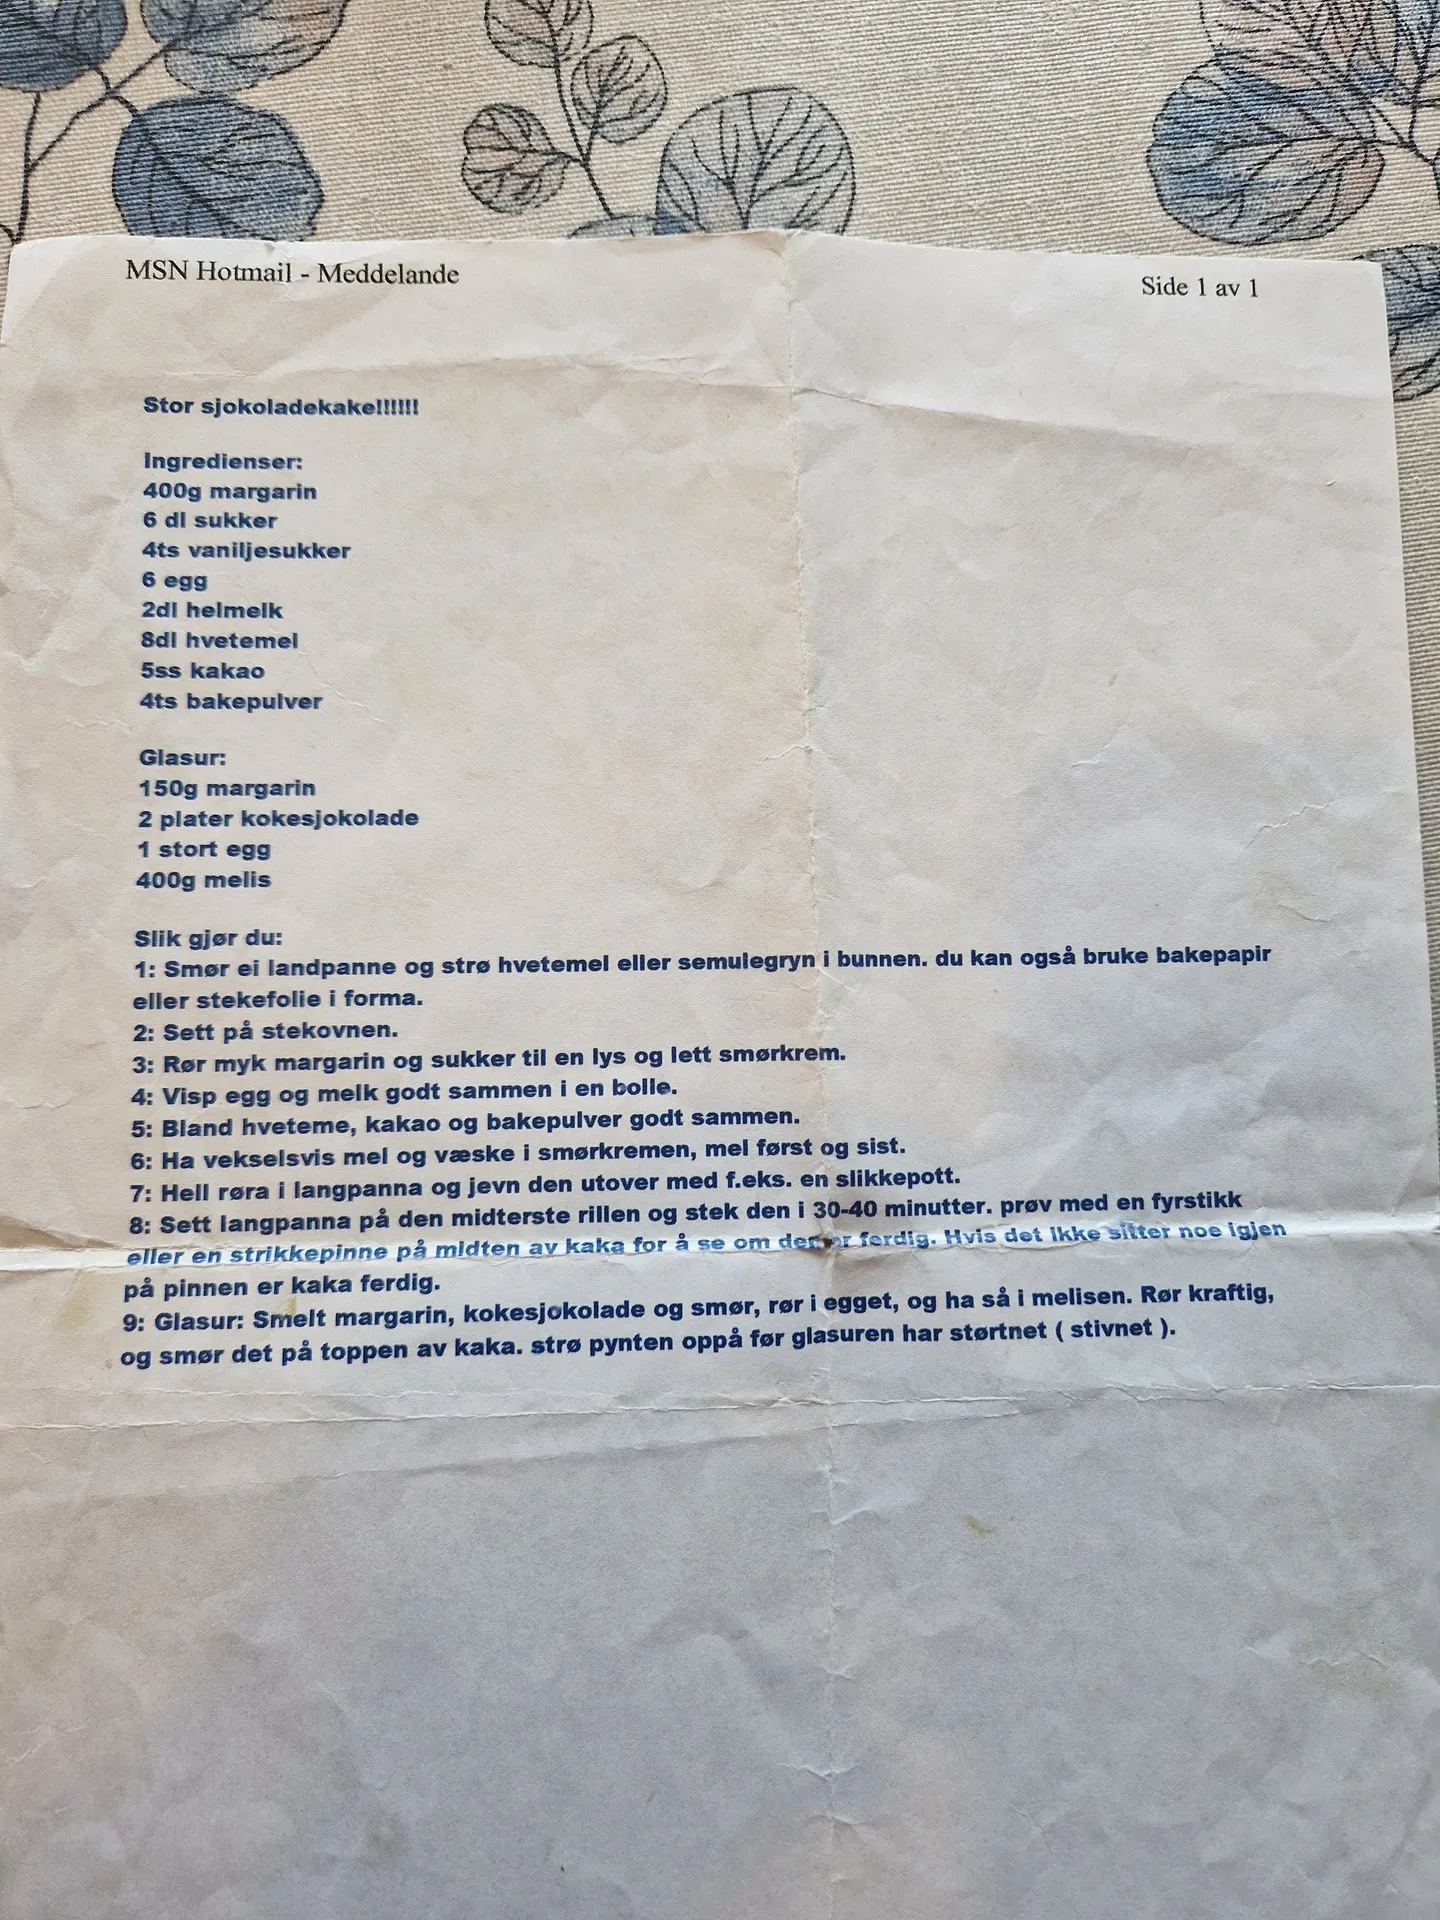 MSN Hotmail - Meddelande
Side 1 av 1
Stor sjokoladekake!!!!!!
Ingredienser:
400g margarin
6 dl sukker
4ts vaniljesukker
6 egg
2dl helmelk
8dl hvetemel
5ss kakao
4ts bakepulver
Glasur:
150g margarin
2 plater kokesjokolade
1 stort egg
400g melis
Slik gjør du:
1: Smør ei landpanne og strø hvetemel eller semulegryn i bunnen. du kan også bruke bakepapir
eller stekefolie i forma.
2: Sett på stekovnen.
3: Rør myk margarin og sukker til en lys og lett smørkrem.
4: Visp egg og melk godt sammen i en bolle.
5: Bland hveteme, kakao og bakepulver godt sammen.
6: Ha vekselsvis mel og væske i smørkremen, mel først og sist.
7: Hell røra i langpanna og jevn den utover med f.eks. en slikkepott.
8: Sett langpanna på den midterste rillen og stek den i 30-40 minutter. prøv med en fyrstikk
eller en strikkepinne på midten av kaka for å se om den er ferdig. Hvis det ikke sitter noe igjen
på pinnen er kaka ferdig.
9: Glasur: Smelt margarin, kokesjokolade og smør, rør i egget, og ha så i melisen. Rør kraftig,
og smør det på toppen av kaka. strø pynten oppå før glasuren har størtnet ( stivnet ).